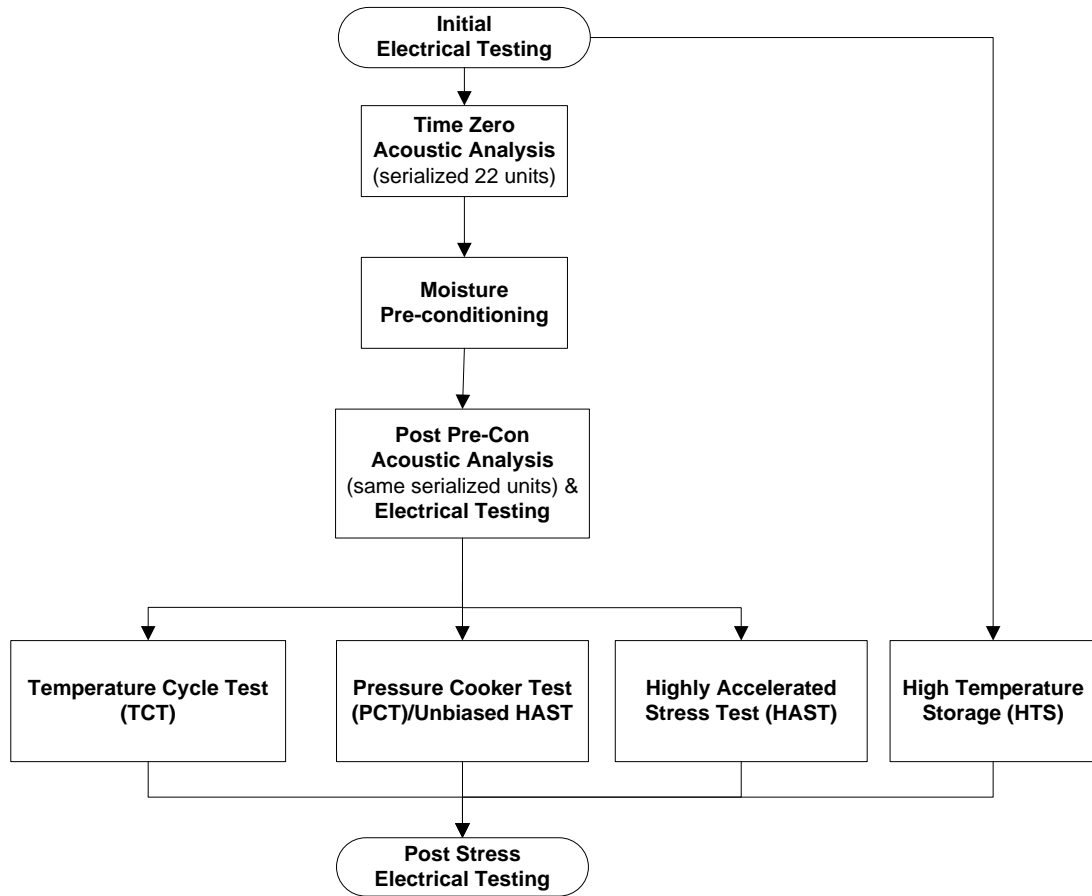 Initial
Electrical Testing
Time Zero
Acoustic Analysis
(serialized 22 units)
Moisture
Pre-conditioning
Post Pre-Con
Acoustic Analysis
(same serialized units) &
Electrical Testing
Temperature Cycle Test
(TCT)
Pressure Cooker Test
(PCT)/Unbiased HAST
Highly Accelerated
Stress Test (HAST)
High Temperature
Storage (HTS)
Post Stress
Electrical Testing